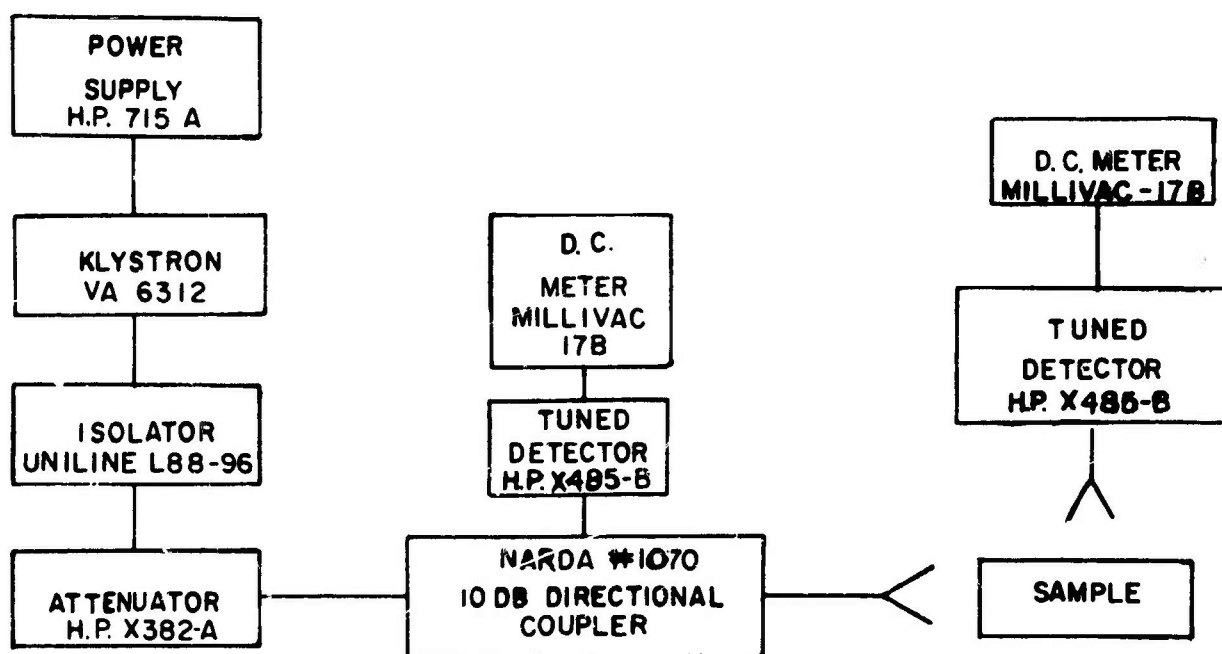 POWER
SUPPLY
H.P. 715 A
KLYSTRON
VA 6312
ISOLATOR
UNILINE L88-96
ATTENUATOR
H.P. X382-A
D. C.
METER
MILLIVAC
17B
TUNED
DETECTOR
H.P. X485-B
NARDA #1070
10 DB DIRECTIONAL
COUPLER
D. C. METER
MILLIVAC-17B
TUNED
DETECTOR
H.P. X485-B
SAMPLE